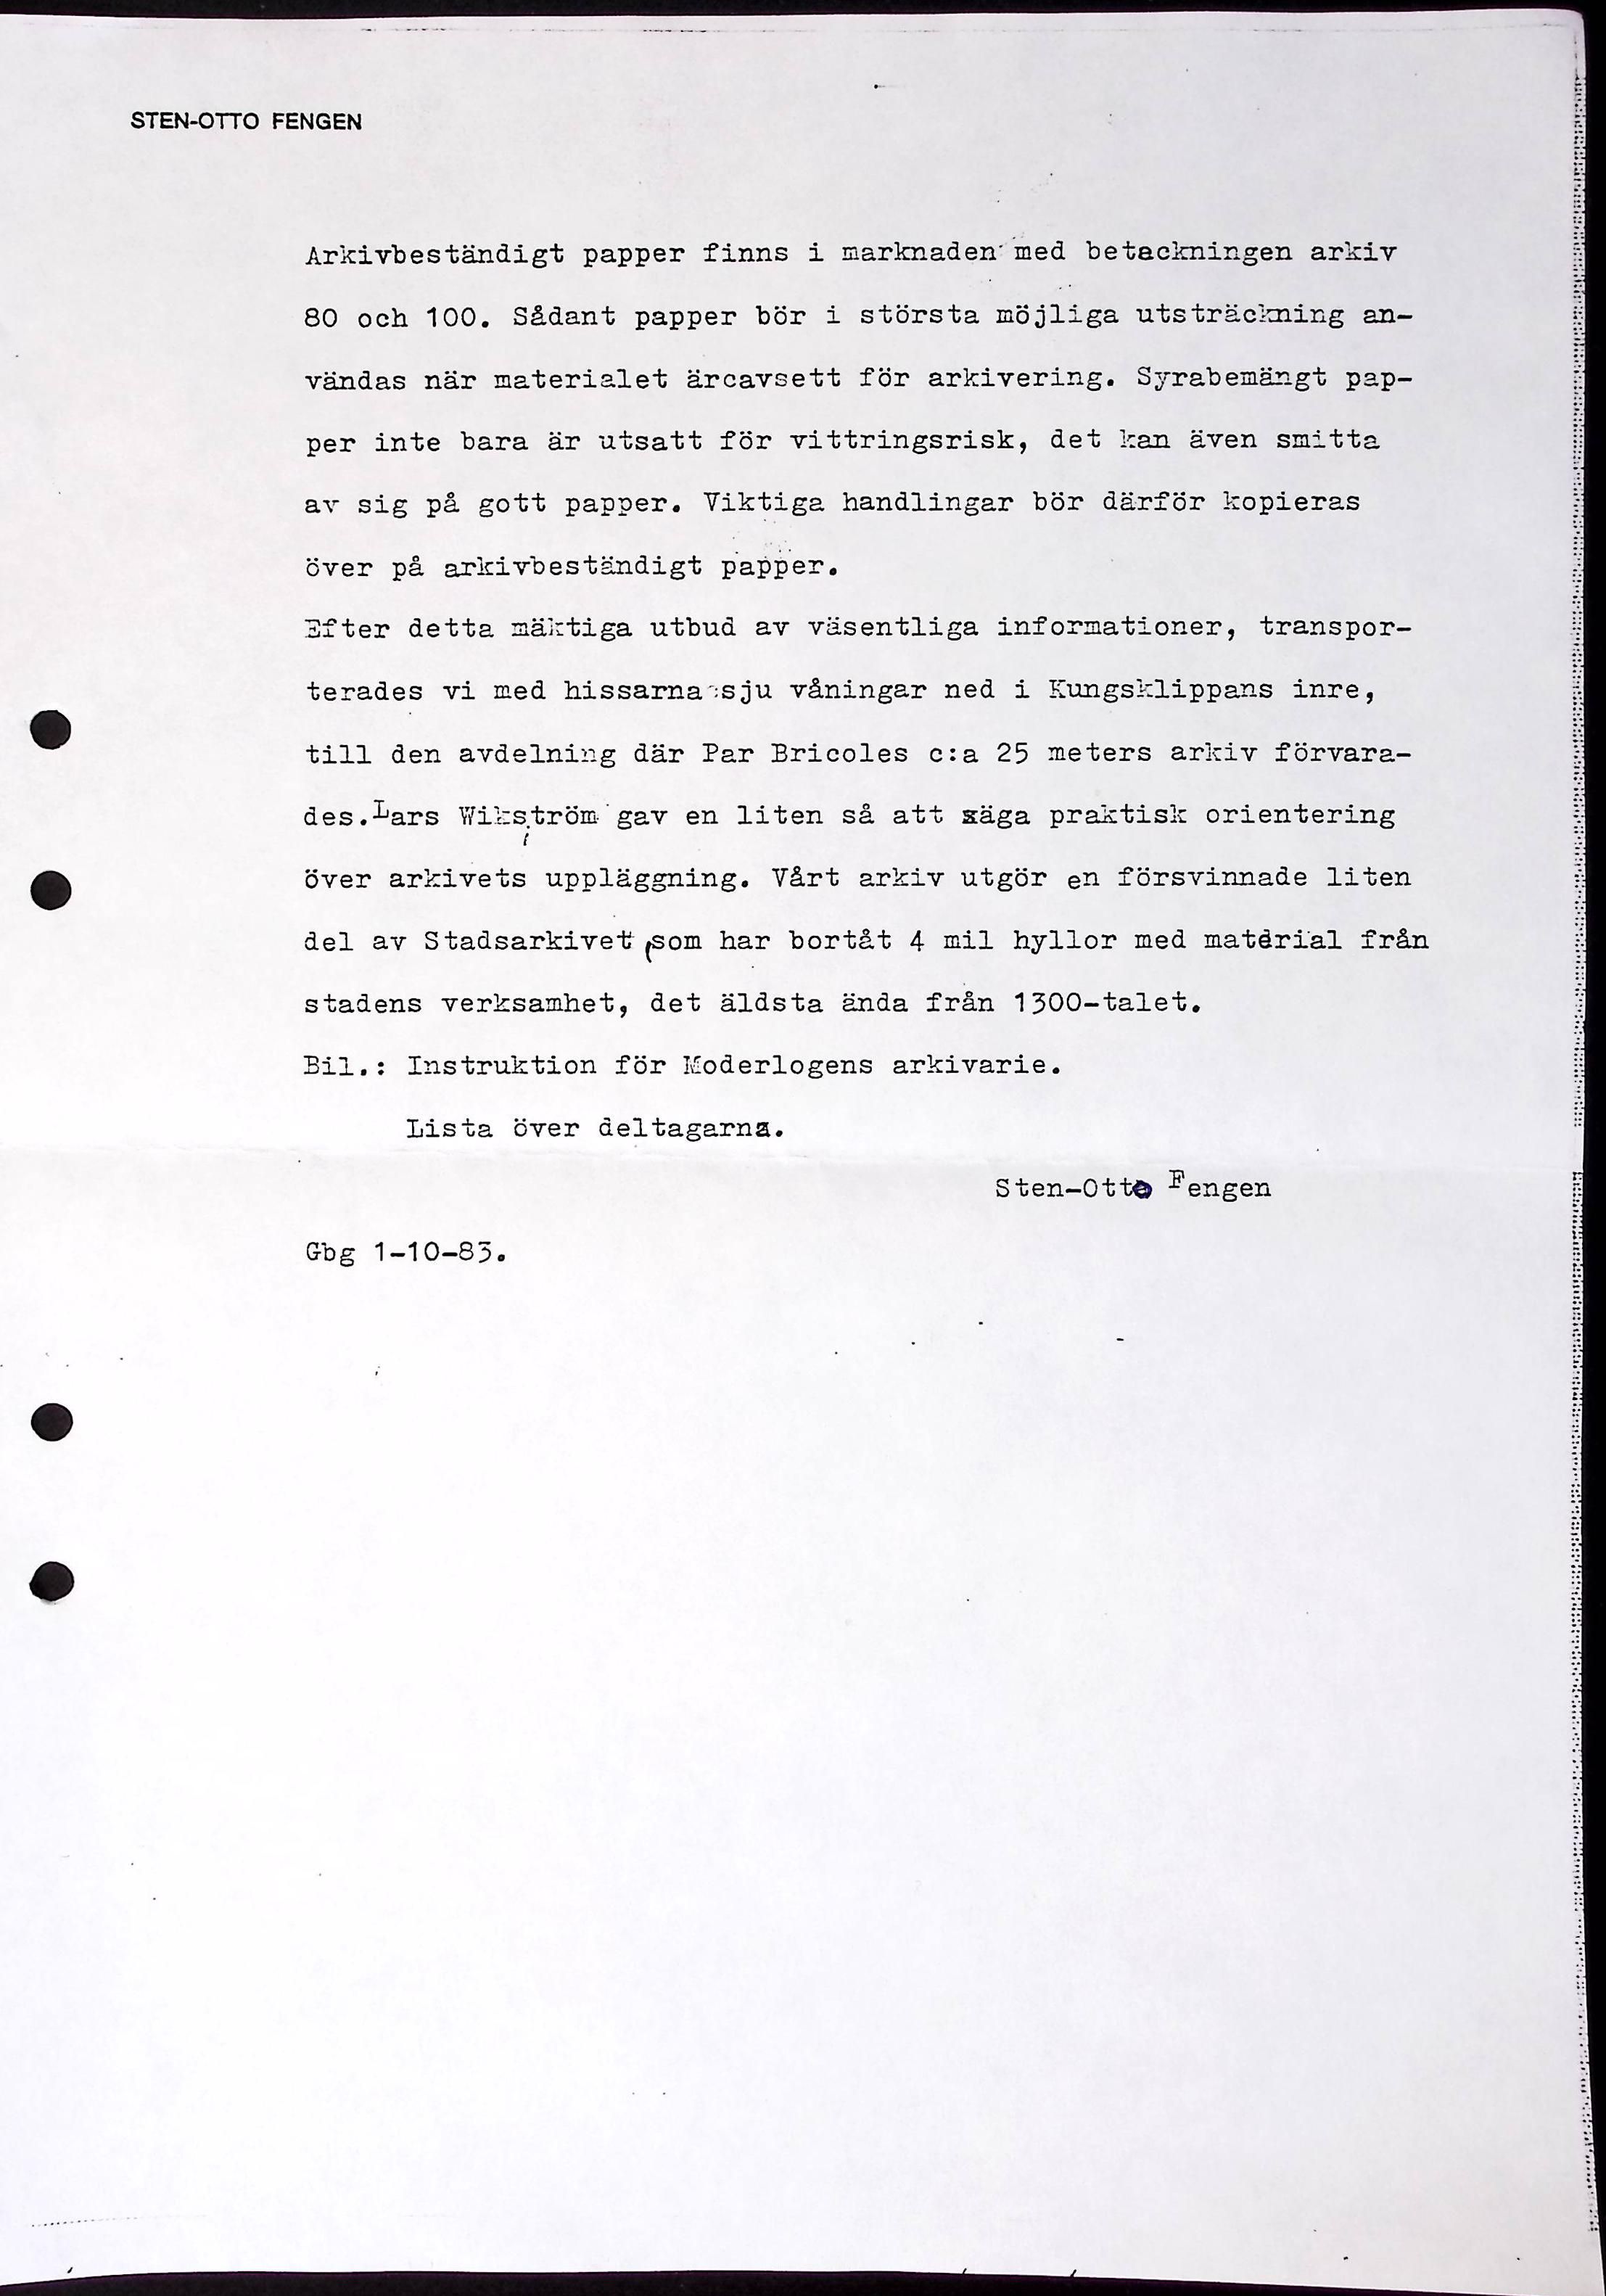 STEN-OTTO FENGEN
Arkivbeständigt papper finns i marknaden med beteckningen arkiv
80 och 100. Sådant papper bör i största möjliga utsträckning an-
vändas när materialet ärcavsett för arkivering. Syrabemängt pap-
per inte bara är utsatt för vittringsrisk, det kan även smitta
av sig på gott papper. Viktiga handlingar bör därför kopieras
över på arkivbeständigt papper.
Efter detta mäktiga utbud av väsentliga informationer, transpor-
terades vi med hissarna sju våningar ned i Kungsklippans inre,
till den avdelning där Par Bricoles c:a 25 meters arkiv förvara-
des.Lars Wikström gav en liten så att säga praktisk orientering
över arkivets uppläggning. Vårt arkiv utgör en försvinnade liten
del av Stadsarkivet,som har bortåt 4 mil hyllor med material från
stadens verksamhet, det äldsta ända från 1300-talet.
Bil.: Instruktion för Moderlogens arkivarie.
Lista över deltagarna.
Sten-Otto Fengen
Gbg 1-10-83.